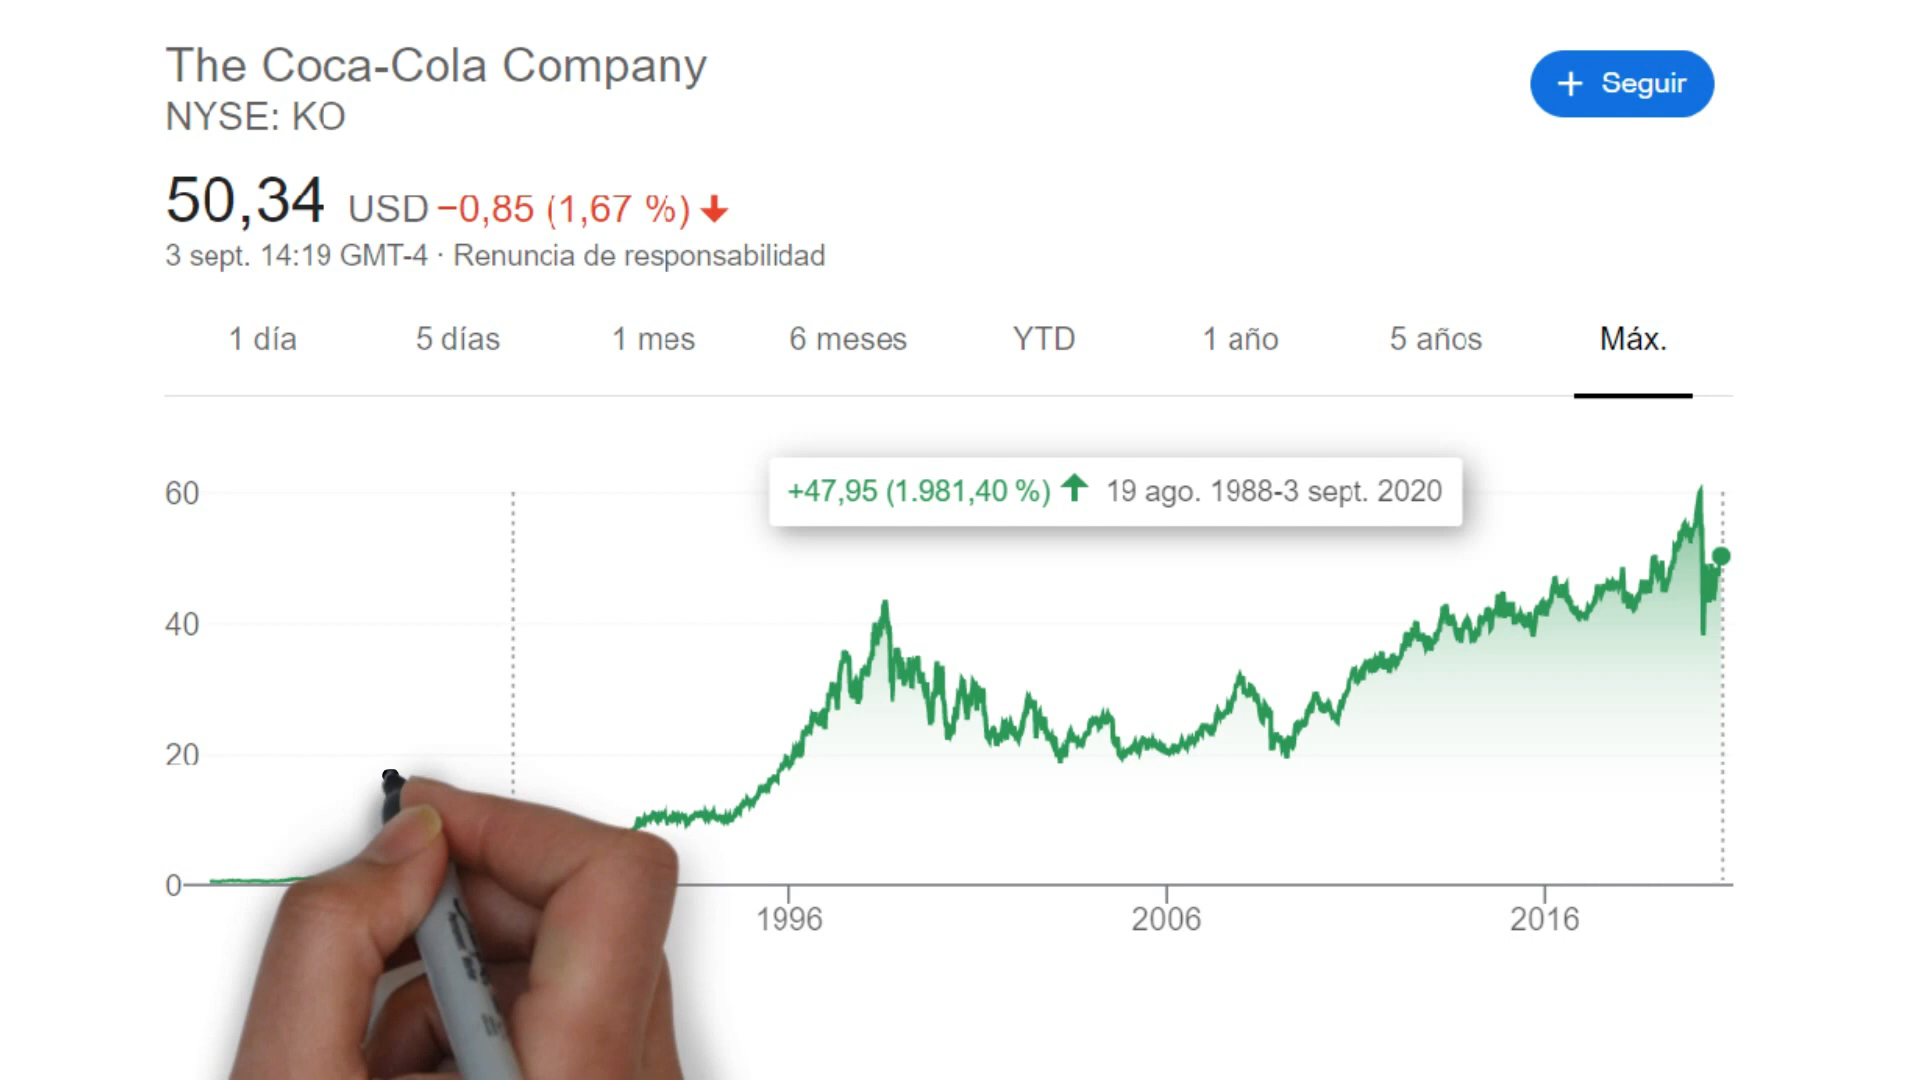 The Coca-Cola Company
NYSE: KO
+ Seguir
50,34 USD −0,85 (1,67 %)
3 sept. 14:19 GMT-4 · Renuncia de responsabilidad
1 día 5 días 1 mes 6 meses YTD 1 año 5 años Máx.
+47,95 (1.981,40 %) 19 ago. 1988-3 sept. 2020
60
40
20
0
1996 2006 2016